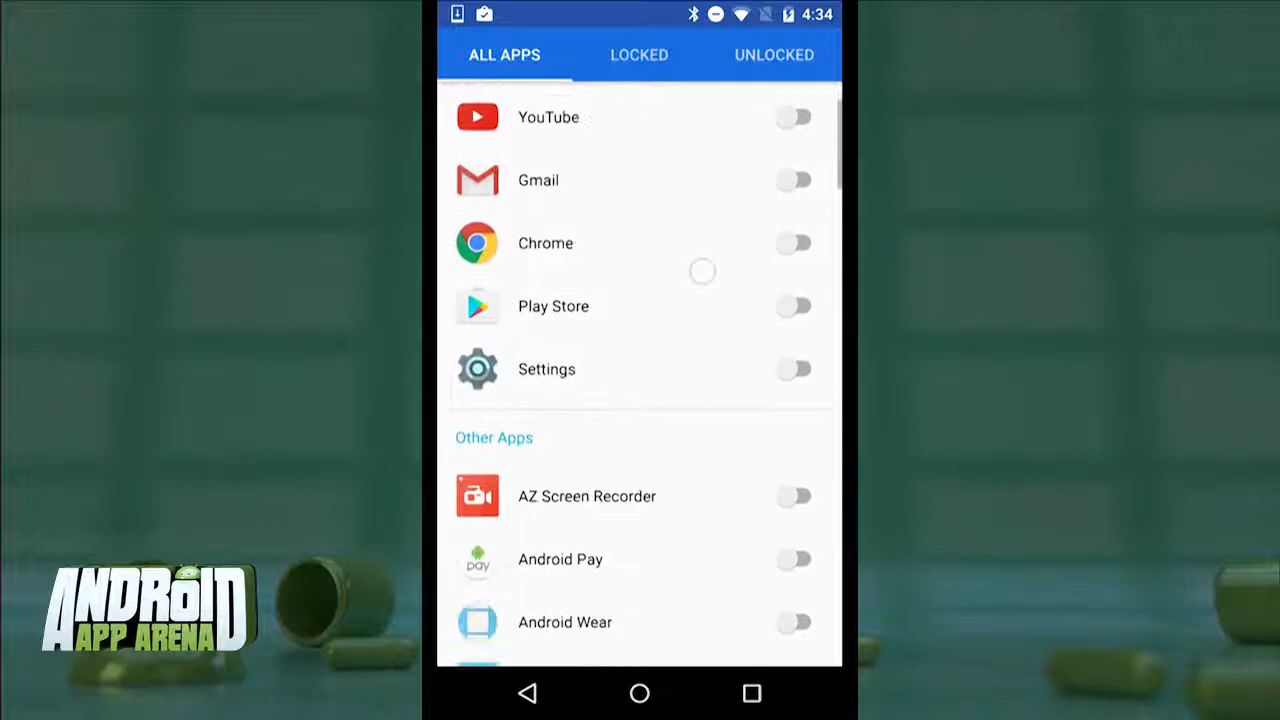 4:34
ALL APPS LOCKED UNLOCKED
YouTube
Gmail
Chrome
Play Store
Settings
Other Apps
AZ Screen Recorder
Android Pay
pay
Android Wear
ANDROID
APP ARENA